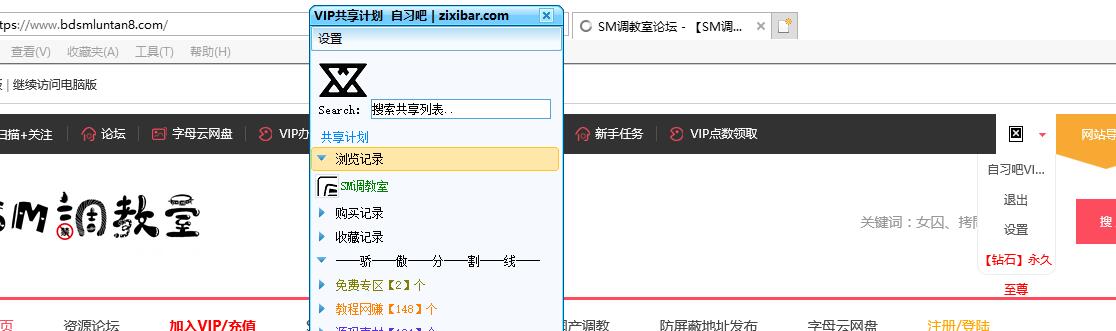 ttps://www.bdsmluntan8.com/
VIP共享计划 自习吧 | zixibar.com
SM调教室论坛 - 【SM调...
查看(V) 收藏夹(A) 工具(T) 帮助(H)
设置
| 继续访问电脑版
Search: 搜索共享列表..
扫描+关注 论坛 字母云网盘 VIP办 新手任务 VIP点数领取 网站导
共享计划
浏览记录
自习吧VI...
SM调教室
退出
SM調教室
购买记录
关键词：女囚、拷 搜
设置
收藏记录
【钻石】永久
——骄——傲——分——割——线——
免费专区【2】个
至尊
教程网赚【148】个
页 资源论坛 加入VIP/充值 产调教 防屏蔽地址发布 字母云网盘 注册/登陆